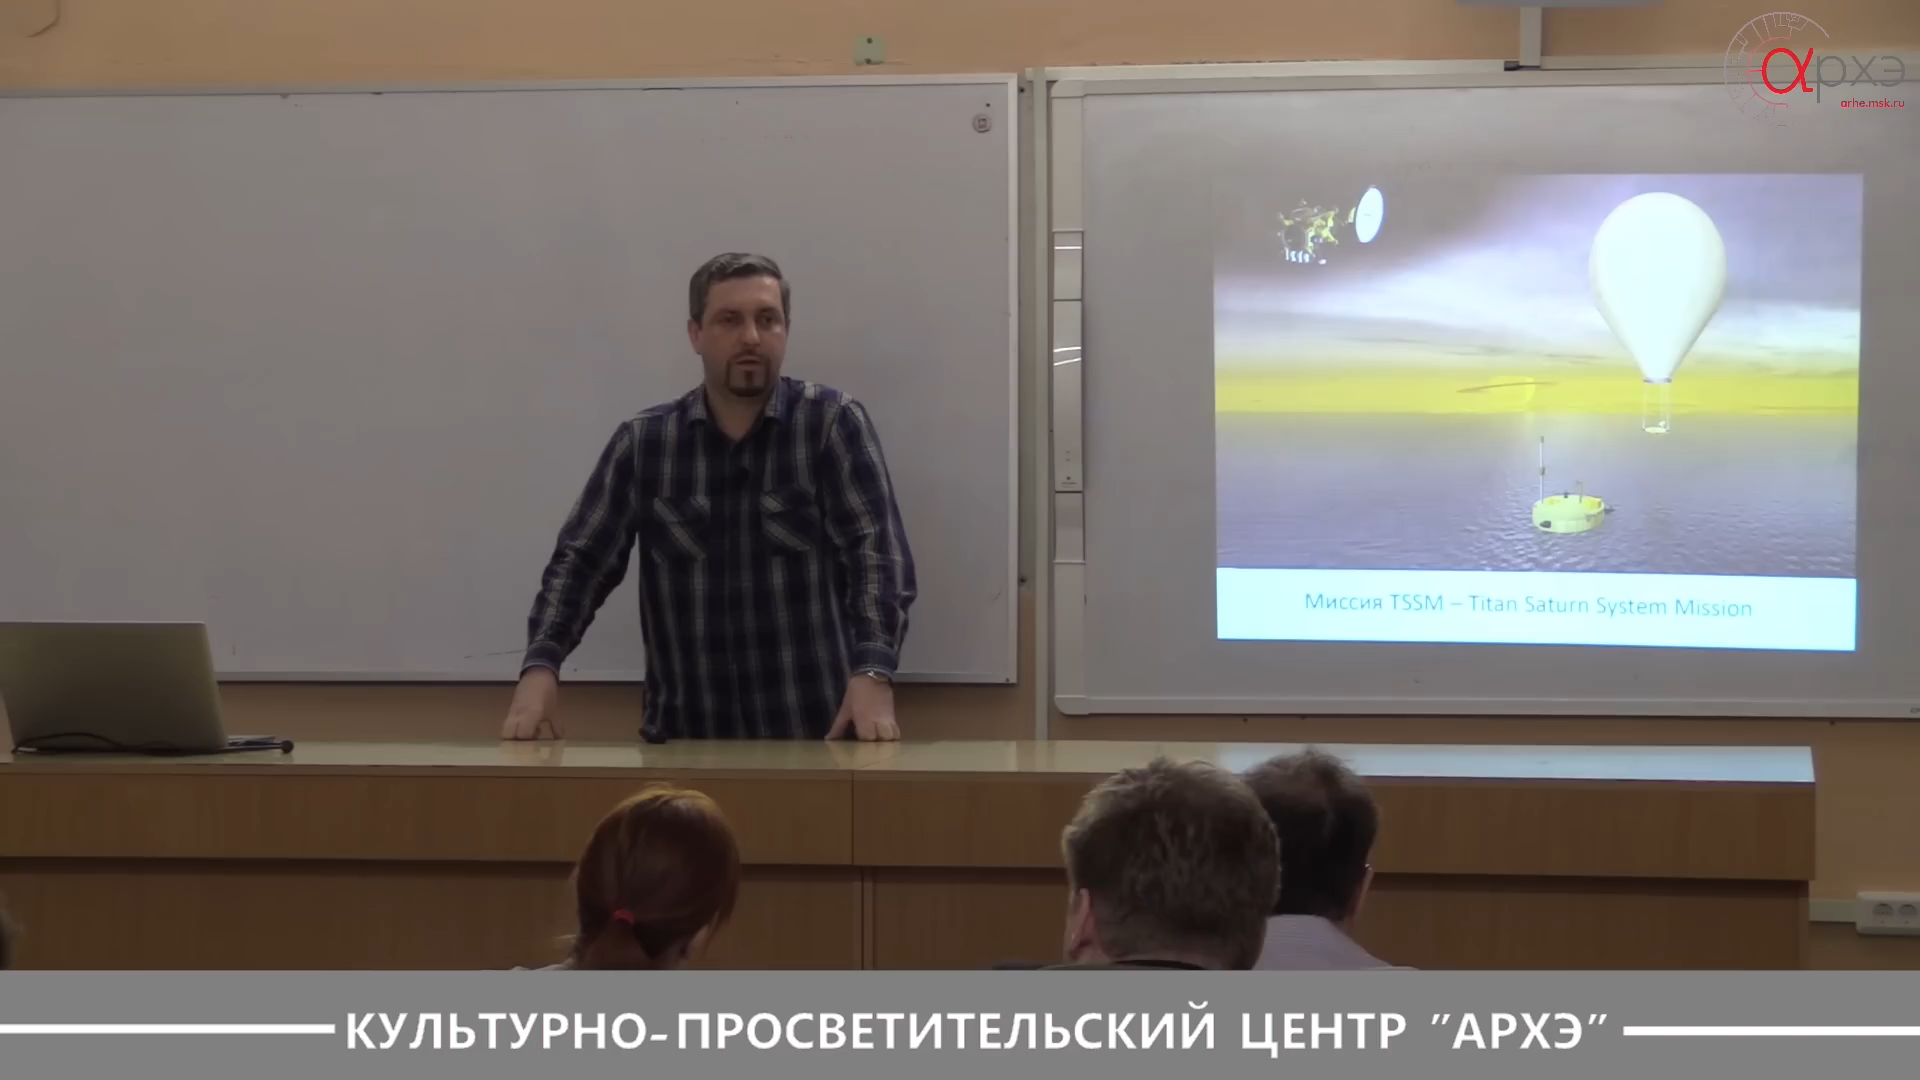 αрхэ
arhe.msk.ru
Миссия TSSM – Titan Saturn System Mission
КУЛЬТУРНО-ПРОСВЕТИТЕЛЬСКИЙ ЦЕНТР "АРХЭ"